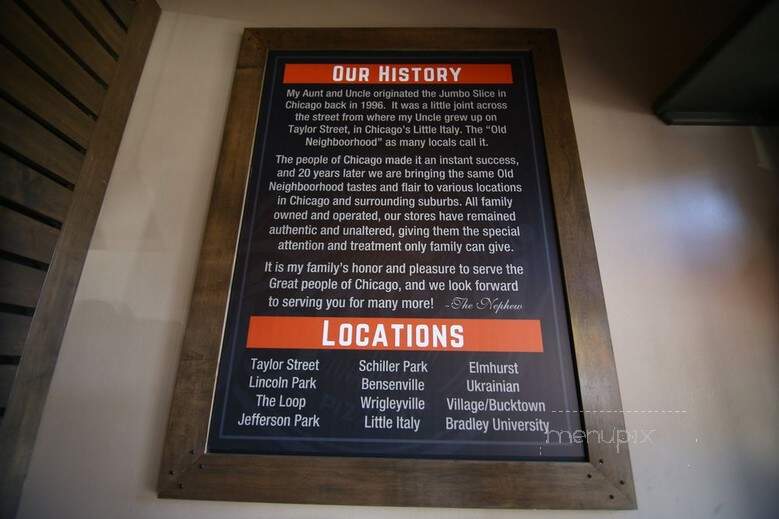 OUR HISTORY
My Aunt and Uncle originated the Jumbo Slice in
Chicago back in 1996. It was a little joint across
the street from where my Uncle grew up on
Taylor Street, in Chicago's Little Italy. The "Old
Neighboorhood" as many locals call it.
The people of Chicago made it an instant success,
and 20 years later we are bringing the same Old
Neighboorhood tastes and flair to various locations
in Chicago and surrounding suburbs. All family
owned and operated, our stores have remained
authentic and unaltered, giving them the special
attention and treatment only family can give.
It is my family's honor and pleasure to serve the
Great people of Chicago, and we look forward
to serving you for many more! -The Nephew
LOCATIONS
Taylor Street Schiller Park Elmhurst
Lincoln Park Bensenville Ukrainian
The Loop Wrigleyville Village/Bucktown
Jefferson Park Little Italy Bradley University
menupix